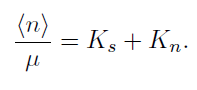 ⟨n⟩/μ = K_s + K_n.